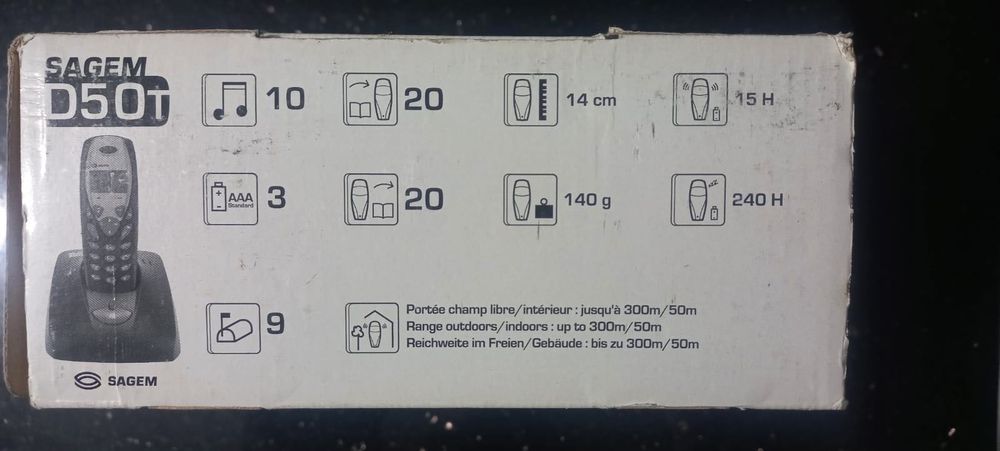 SAGEM
D50T
10
20
14 cm
15 H
AAA
Standard
3
20
140 g
zzz
240 H
9
Portée champ libre/intérieur : jusqu'à 300m/50m
Range outdoors/indoors : up to 300m/50m
Reichweite im Freien/Gebäude : bis zu 300m/50m
SAGEM